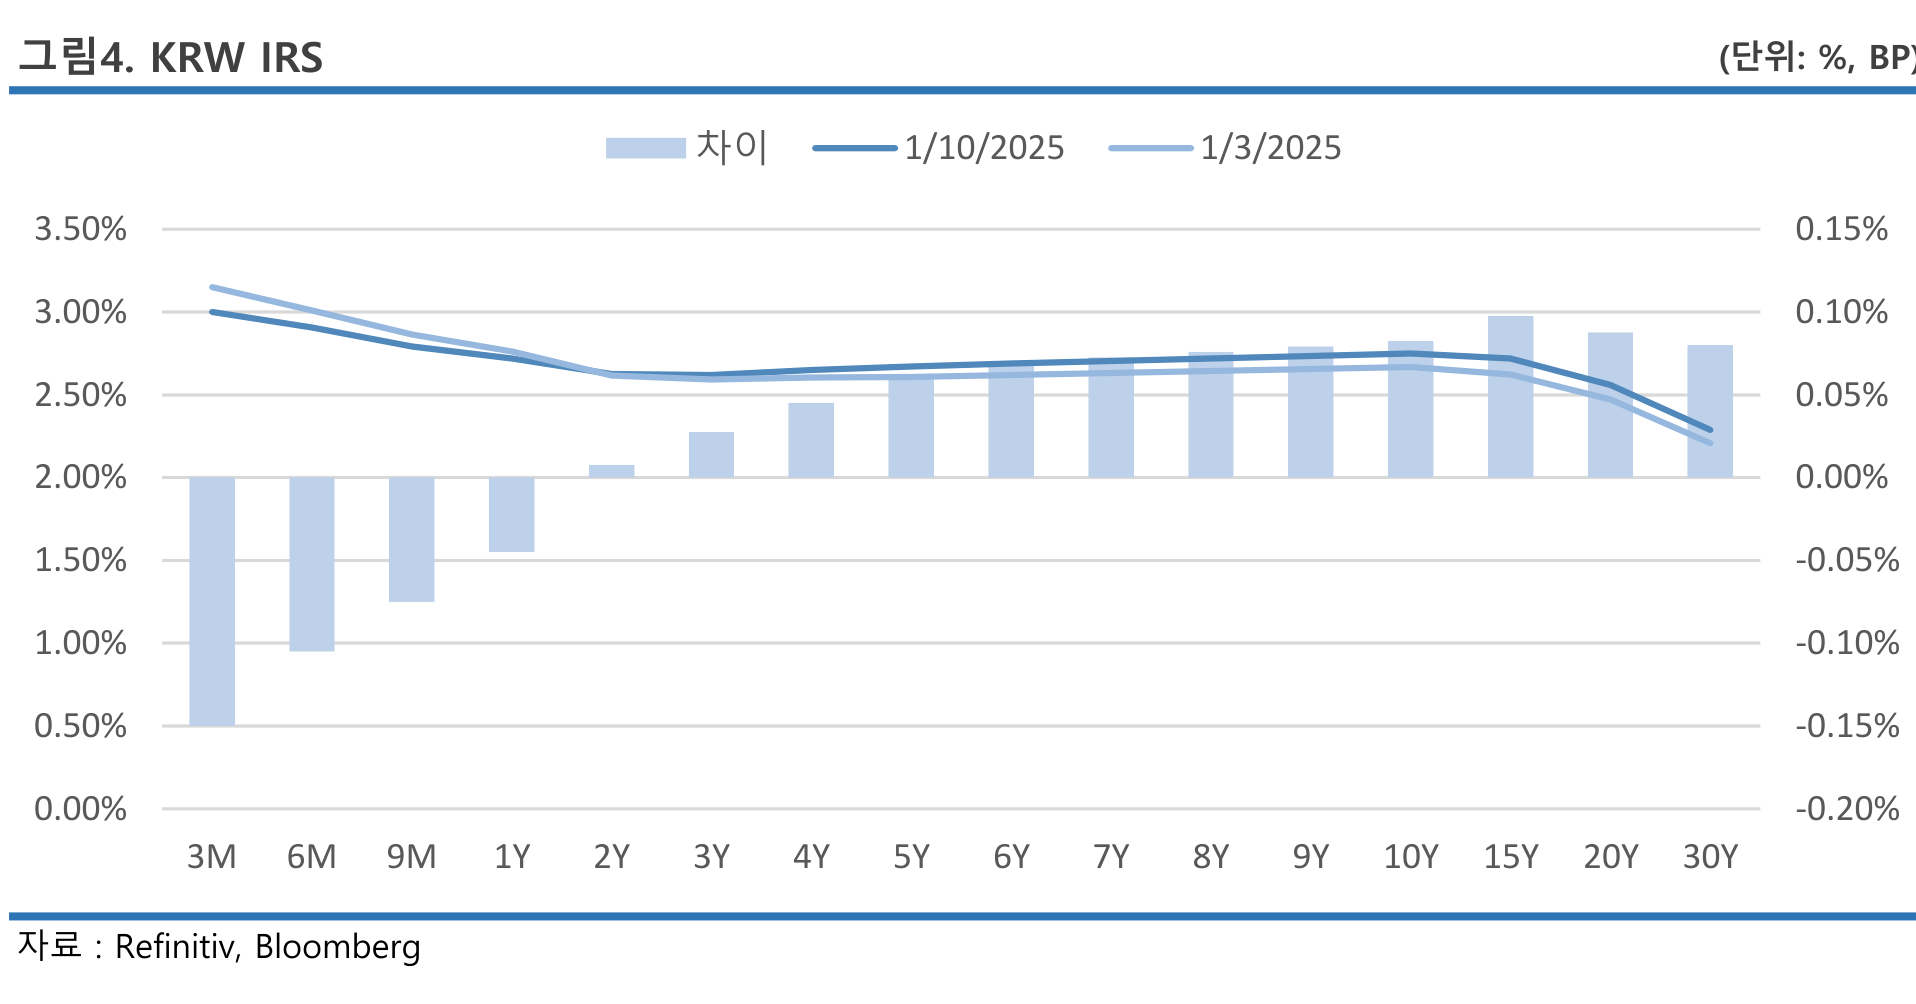 그림4. KRW IRS
(단위: %, BP)
차이 1/10/2025 1/3/2025
3.50% 0.15%
3.00% 0.10%
2.50% 0.05%
2.00% 0.00%
1.50% -0.05%
1.00% -0.10%
0.50% -0.15%
0.00% -0.20%
3M 6M 9M 1Y 2Y 3Y 4Y 5Y 6Y 7Y 8Y 9Y 10Y 15Y 20Y 30Y
자료 : Refinitiv, Bloomberg